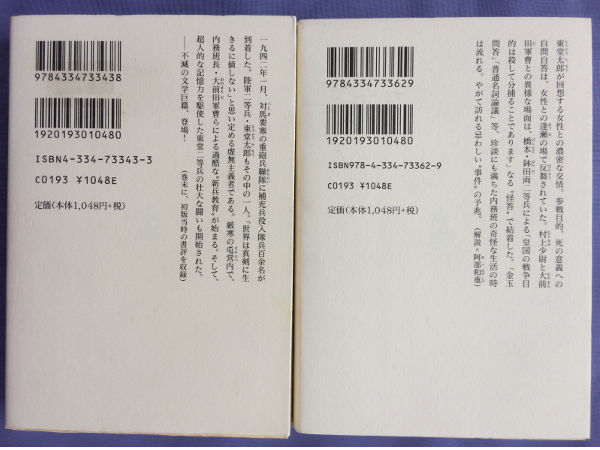 9784334733438
1920193010480
ISBN4-334-73343-3
C0193 ¥1048E
定価(本体1,048円+税)
一九四二年一月、対馬要塞の重砲兵聯隊に補充兵役入隊兵百余名が
到着した。陸軍二等兵・東堂太郎もその中の一人。「世界は真剣に生
きるに値しない」と思い定める虚無主義者である。厳寒の屯営内で、
内務班長・大前田軍曹らによる過酷な〝新兵教育〟が始まる。そして、
超人的な記憶力を駆使した東堂二等兵の壮大な闘いも開始された。
――不滅の文学巨篇、登場!
(巻末に、初版当時の書評を収録)
9784334733629
1920193010480
ISBN978-4-334-73362-9
C0193 ¥1048E
定価(本体1,048円+税)
東堂太郎が回想する女性との濃密な交情。参戦目的、死の意義への
自問自答は、女性との逢瀬の場で反芻されていた。村上少尉と大前
田軍曹との異様な場面は、橋本・鉢田両二等兵による「皇国の戦争目
的は殺して分捕ることであります」なる〝怪答〟で結着した。「金玉
問答」「普通名詞論議」等、珍談にも満ちた内務班の奇怪な生活の時
は流れる。やがて訪れる忌わしい〝事件〟の予兆。
(解説・阿部和重)